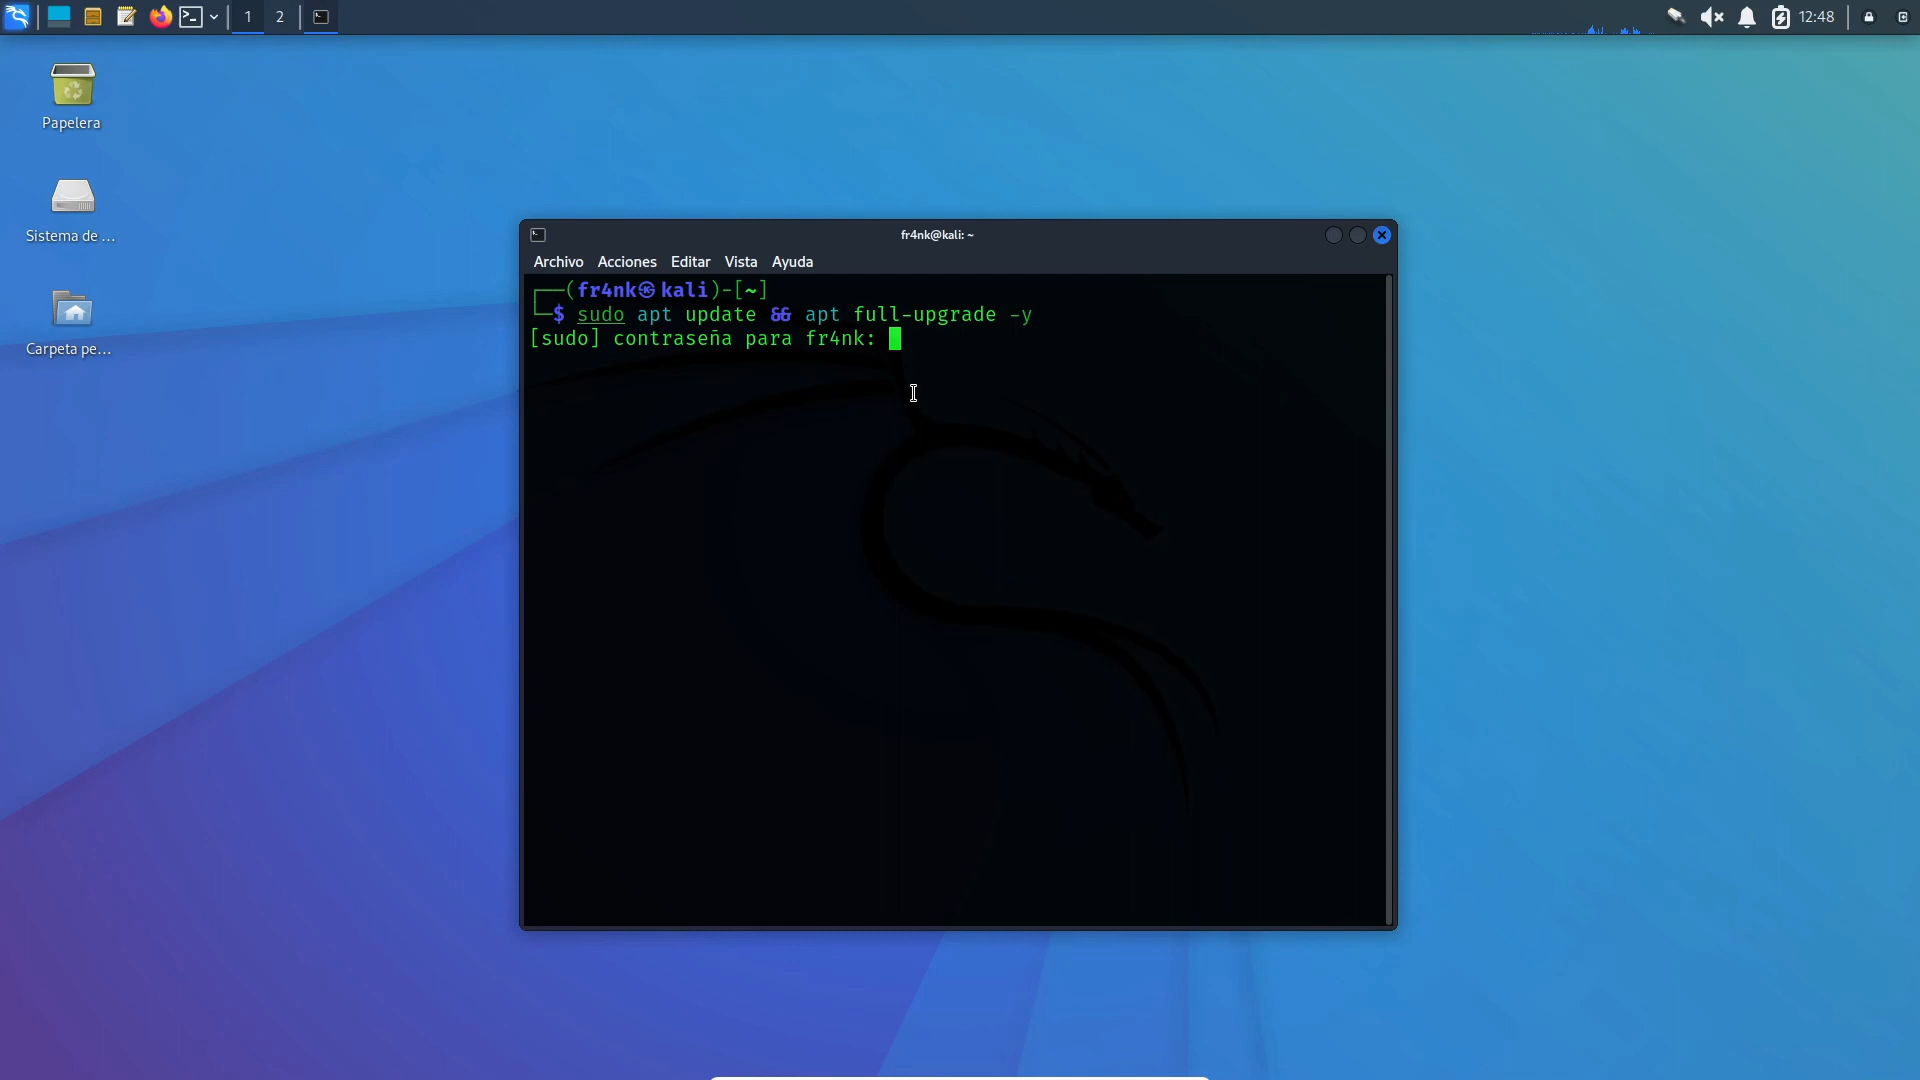 1 2 12:48
Papelera
Sistema de ...
Carpeta pe...
fr4nk@kali: ~
Archivo Acciones Editar Vista Ayuda
┌──(fr4nk㉿kali)-[~]
└─$ sudo apt update && apt full-upgrade -y
[sudo] contraseña para fr4nk: